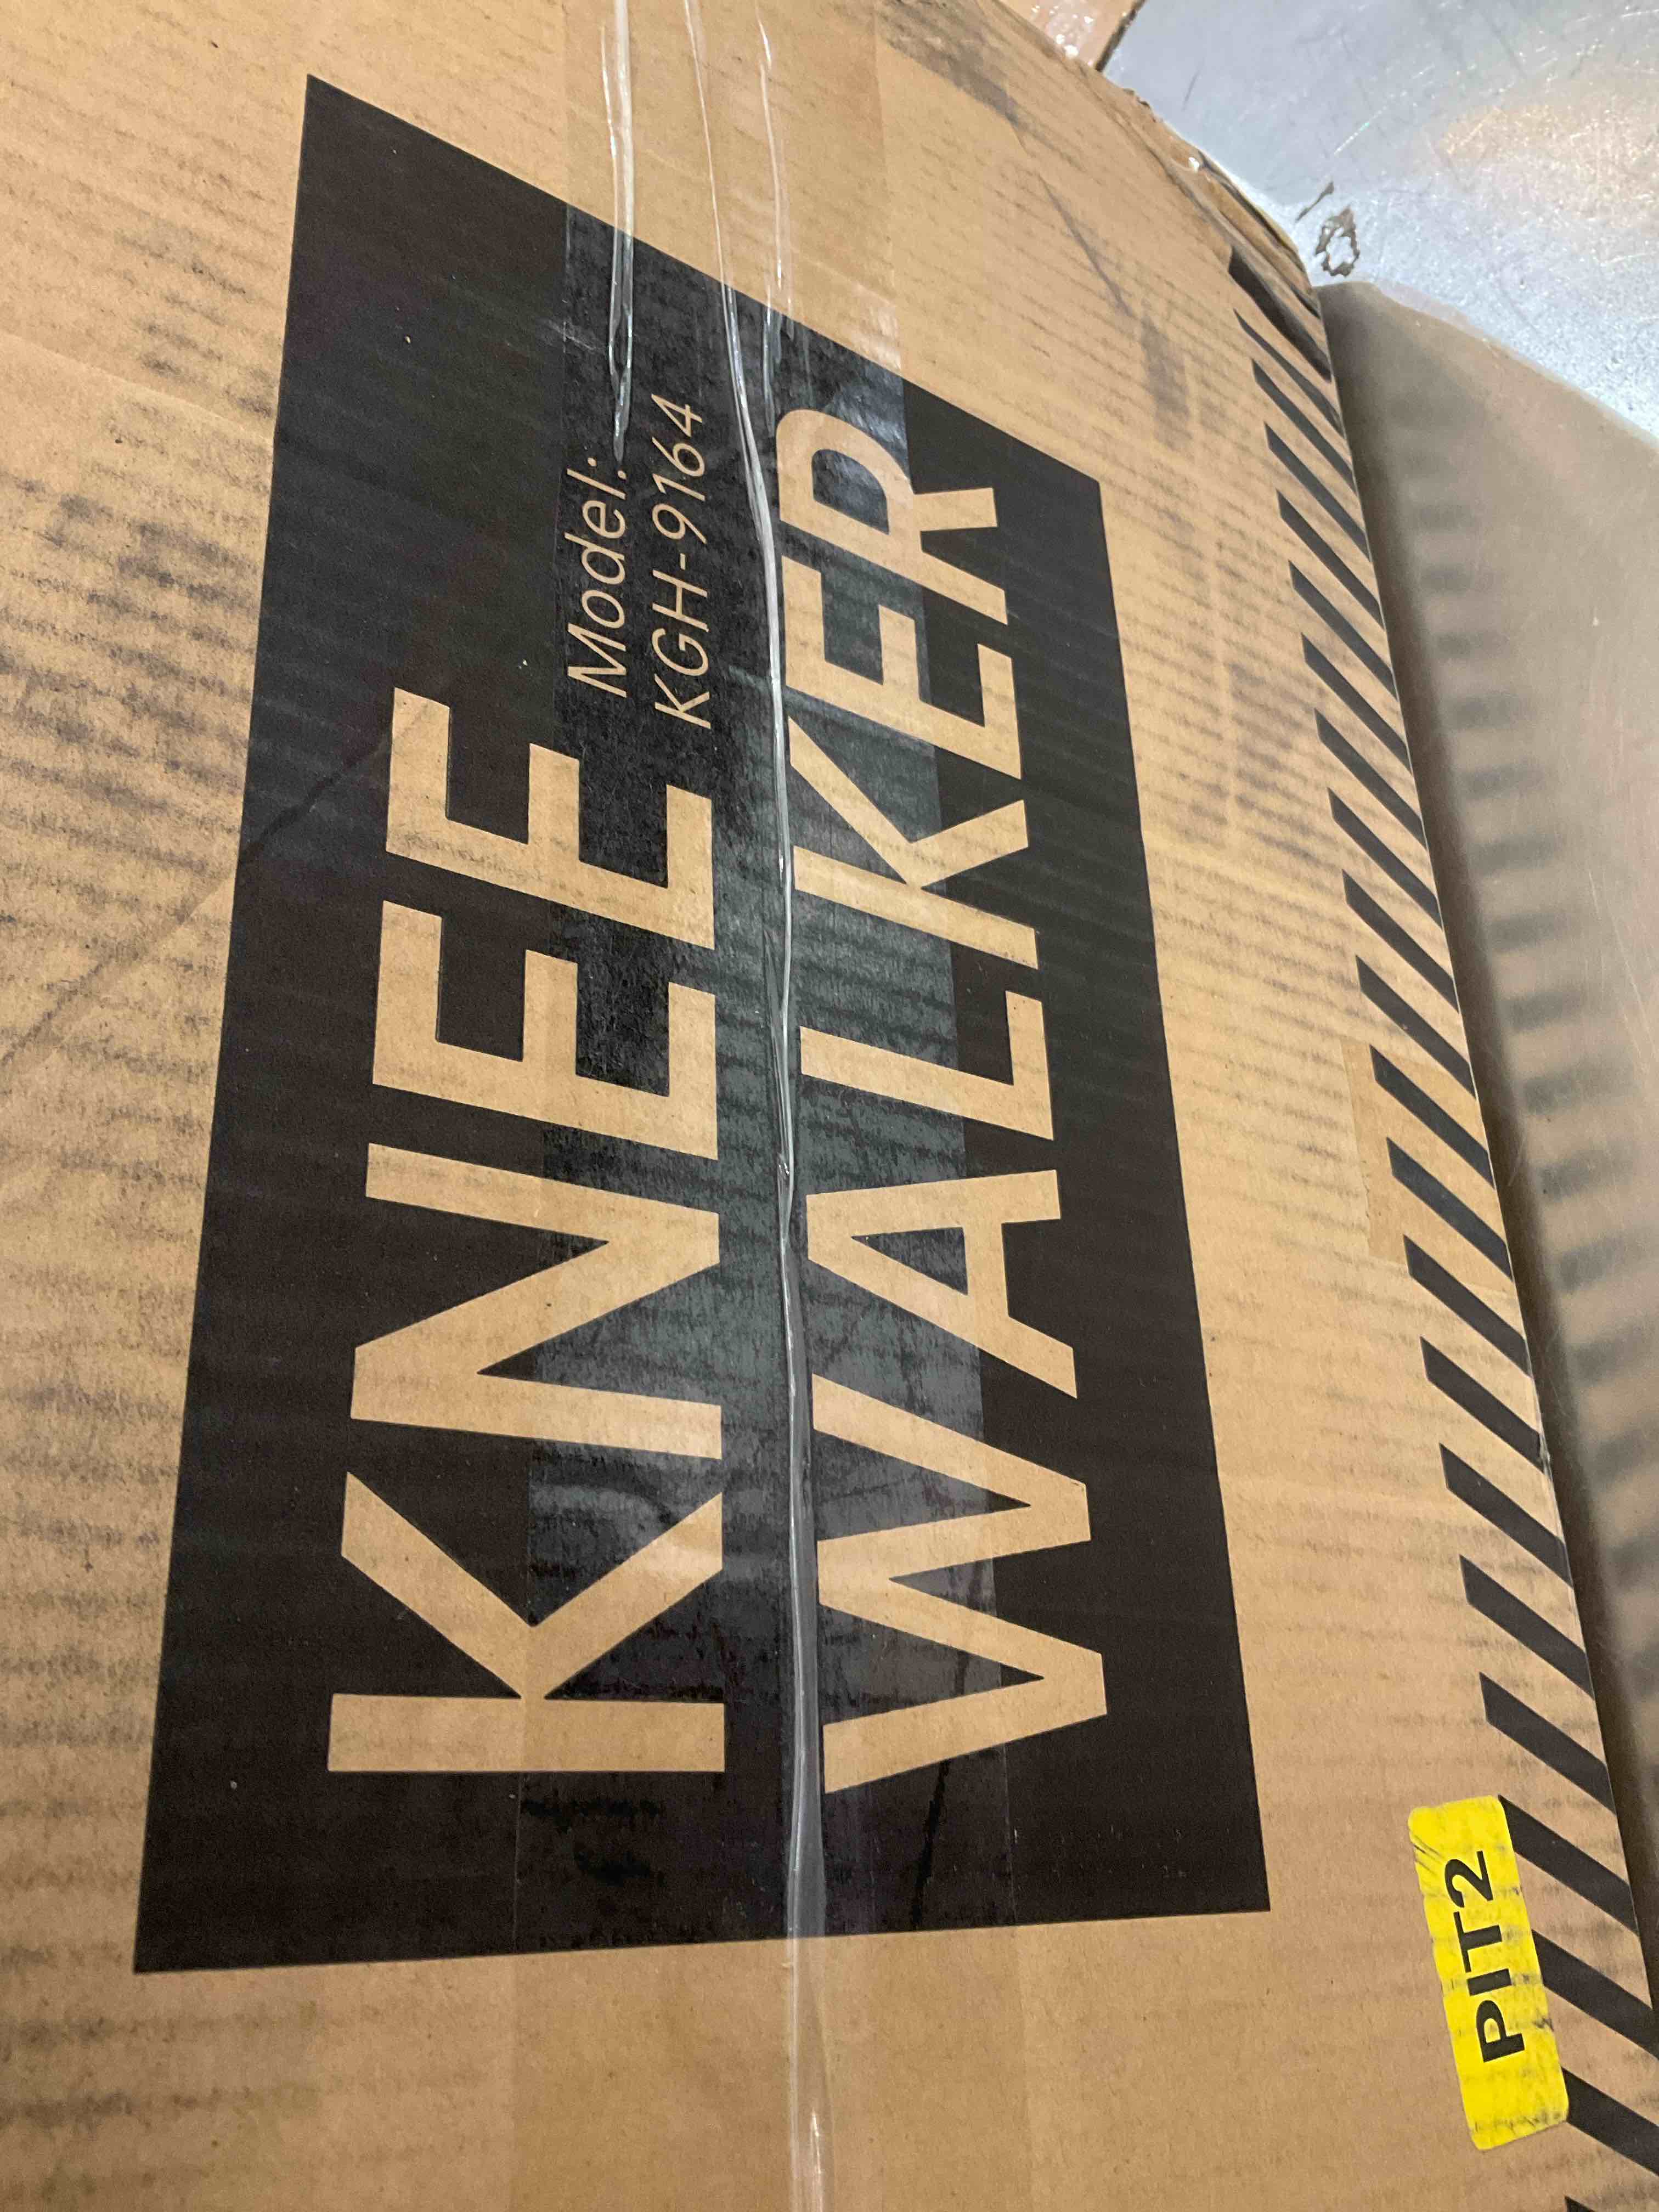 KNEE
Model:
KGH-9164
WALKER
PIT2